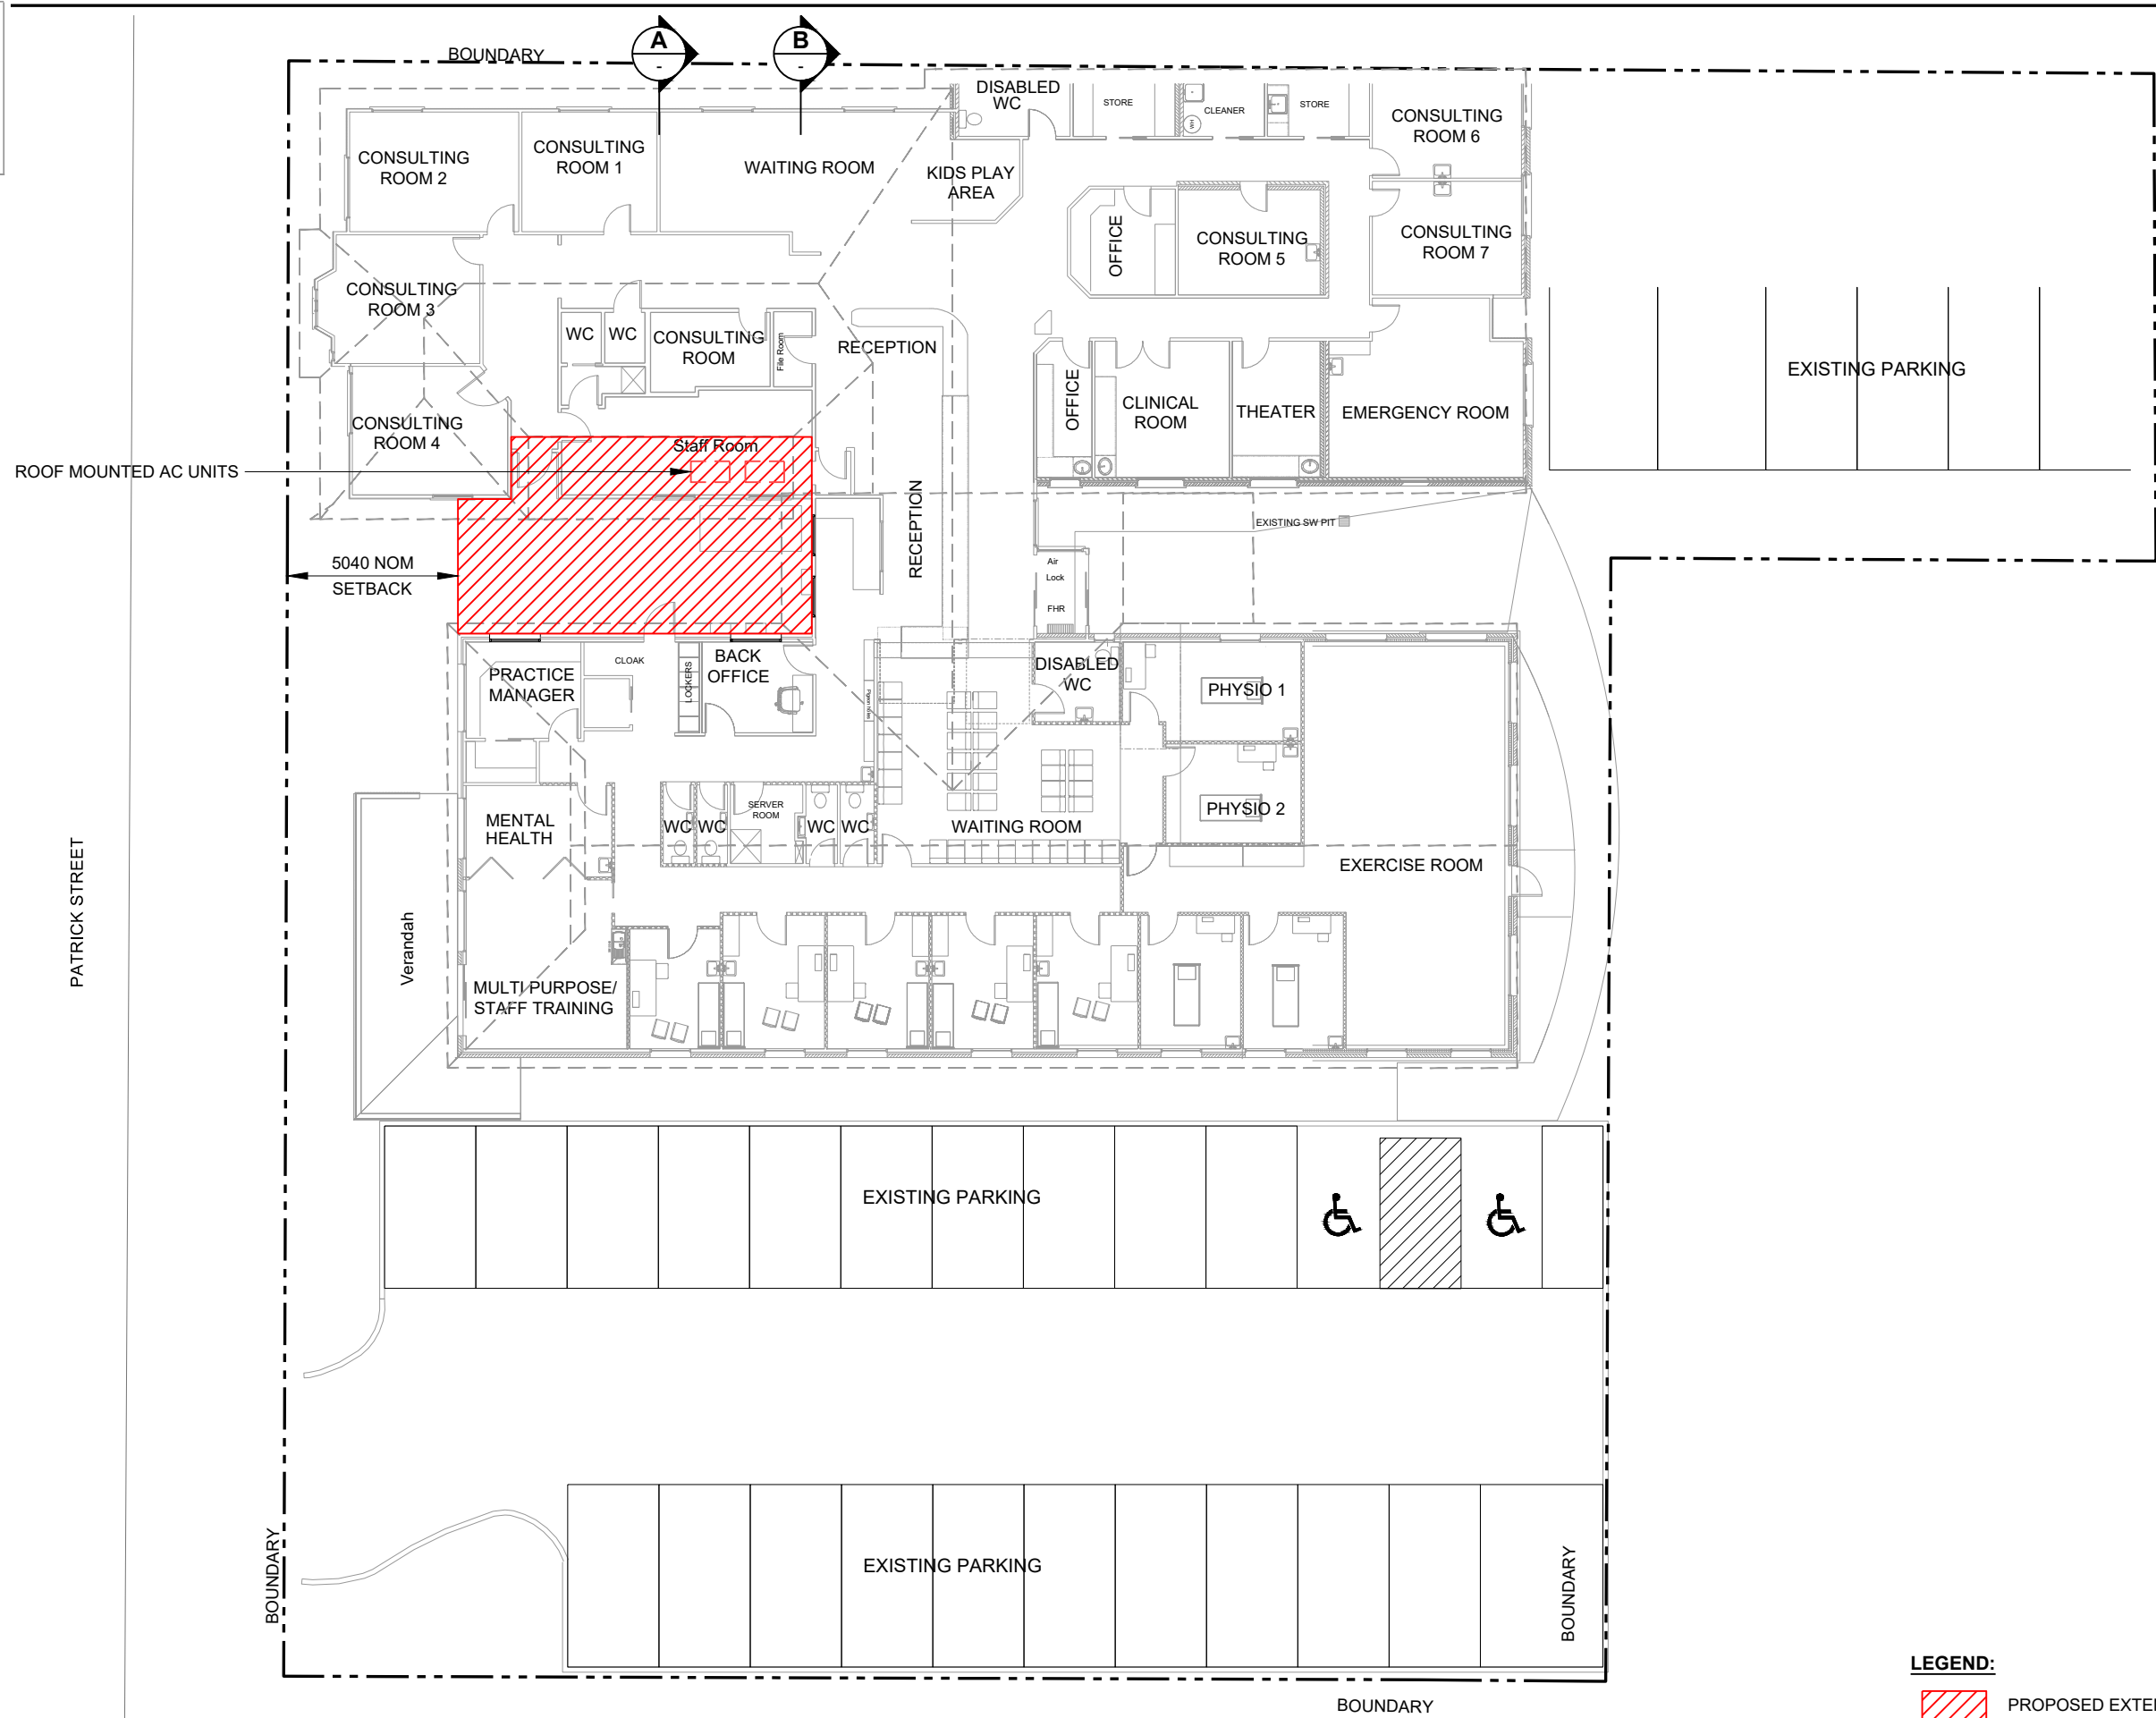 BOUNDARY
A
-
B
-
DISABLED
WC
STORE
CLEANER
WH
STORE
CONSULTING
ROOM 6
CONSULTING
ROOM 2
CONSULTING
ROOM 1
WAITING ROOM
KIDS PLAY
AREA
OFFICE
CONSULTING
ROOM 5
CONSULTING
ROOM 7
CONSULTING
ROOM 3
WC
WC
CONSULTING
ROOM
File Room
RECEPTION
EXISTING PARKING
CONSULTING
ROOM 4
OFFICE
CLINICAL
ROOM
THEATER
EMERGENCY ROOM
Staff Room
ROOF MOUNTED AC UNITS
RECEPTION
EXISTING SW PIT
5040 NOM
SETBACK
Air
Lock
FHR
PRACTICE
MANAGER
CLOAK
LOCKERS
BACK
OFFICE
DISABLED
WC
PHYSIO 1
MENTAL
HEALTH
WC
WC
SERVER
ROOM
WC
WC
WAITING ROOM
PHYSIO 2
EXERCISE ROOM
PATRICK STREET
Verandah
MULTI PURPOSE/
STAFF TRAINING
EXISTING PARKING
EXISTING PARKING
BOUNDARY
BOUNDARY
BOUNDARY
LEGEND:
PROPOSED